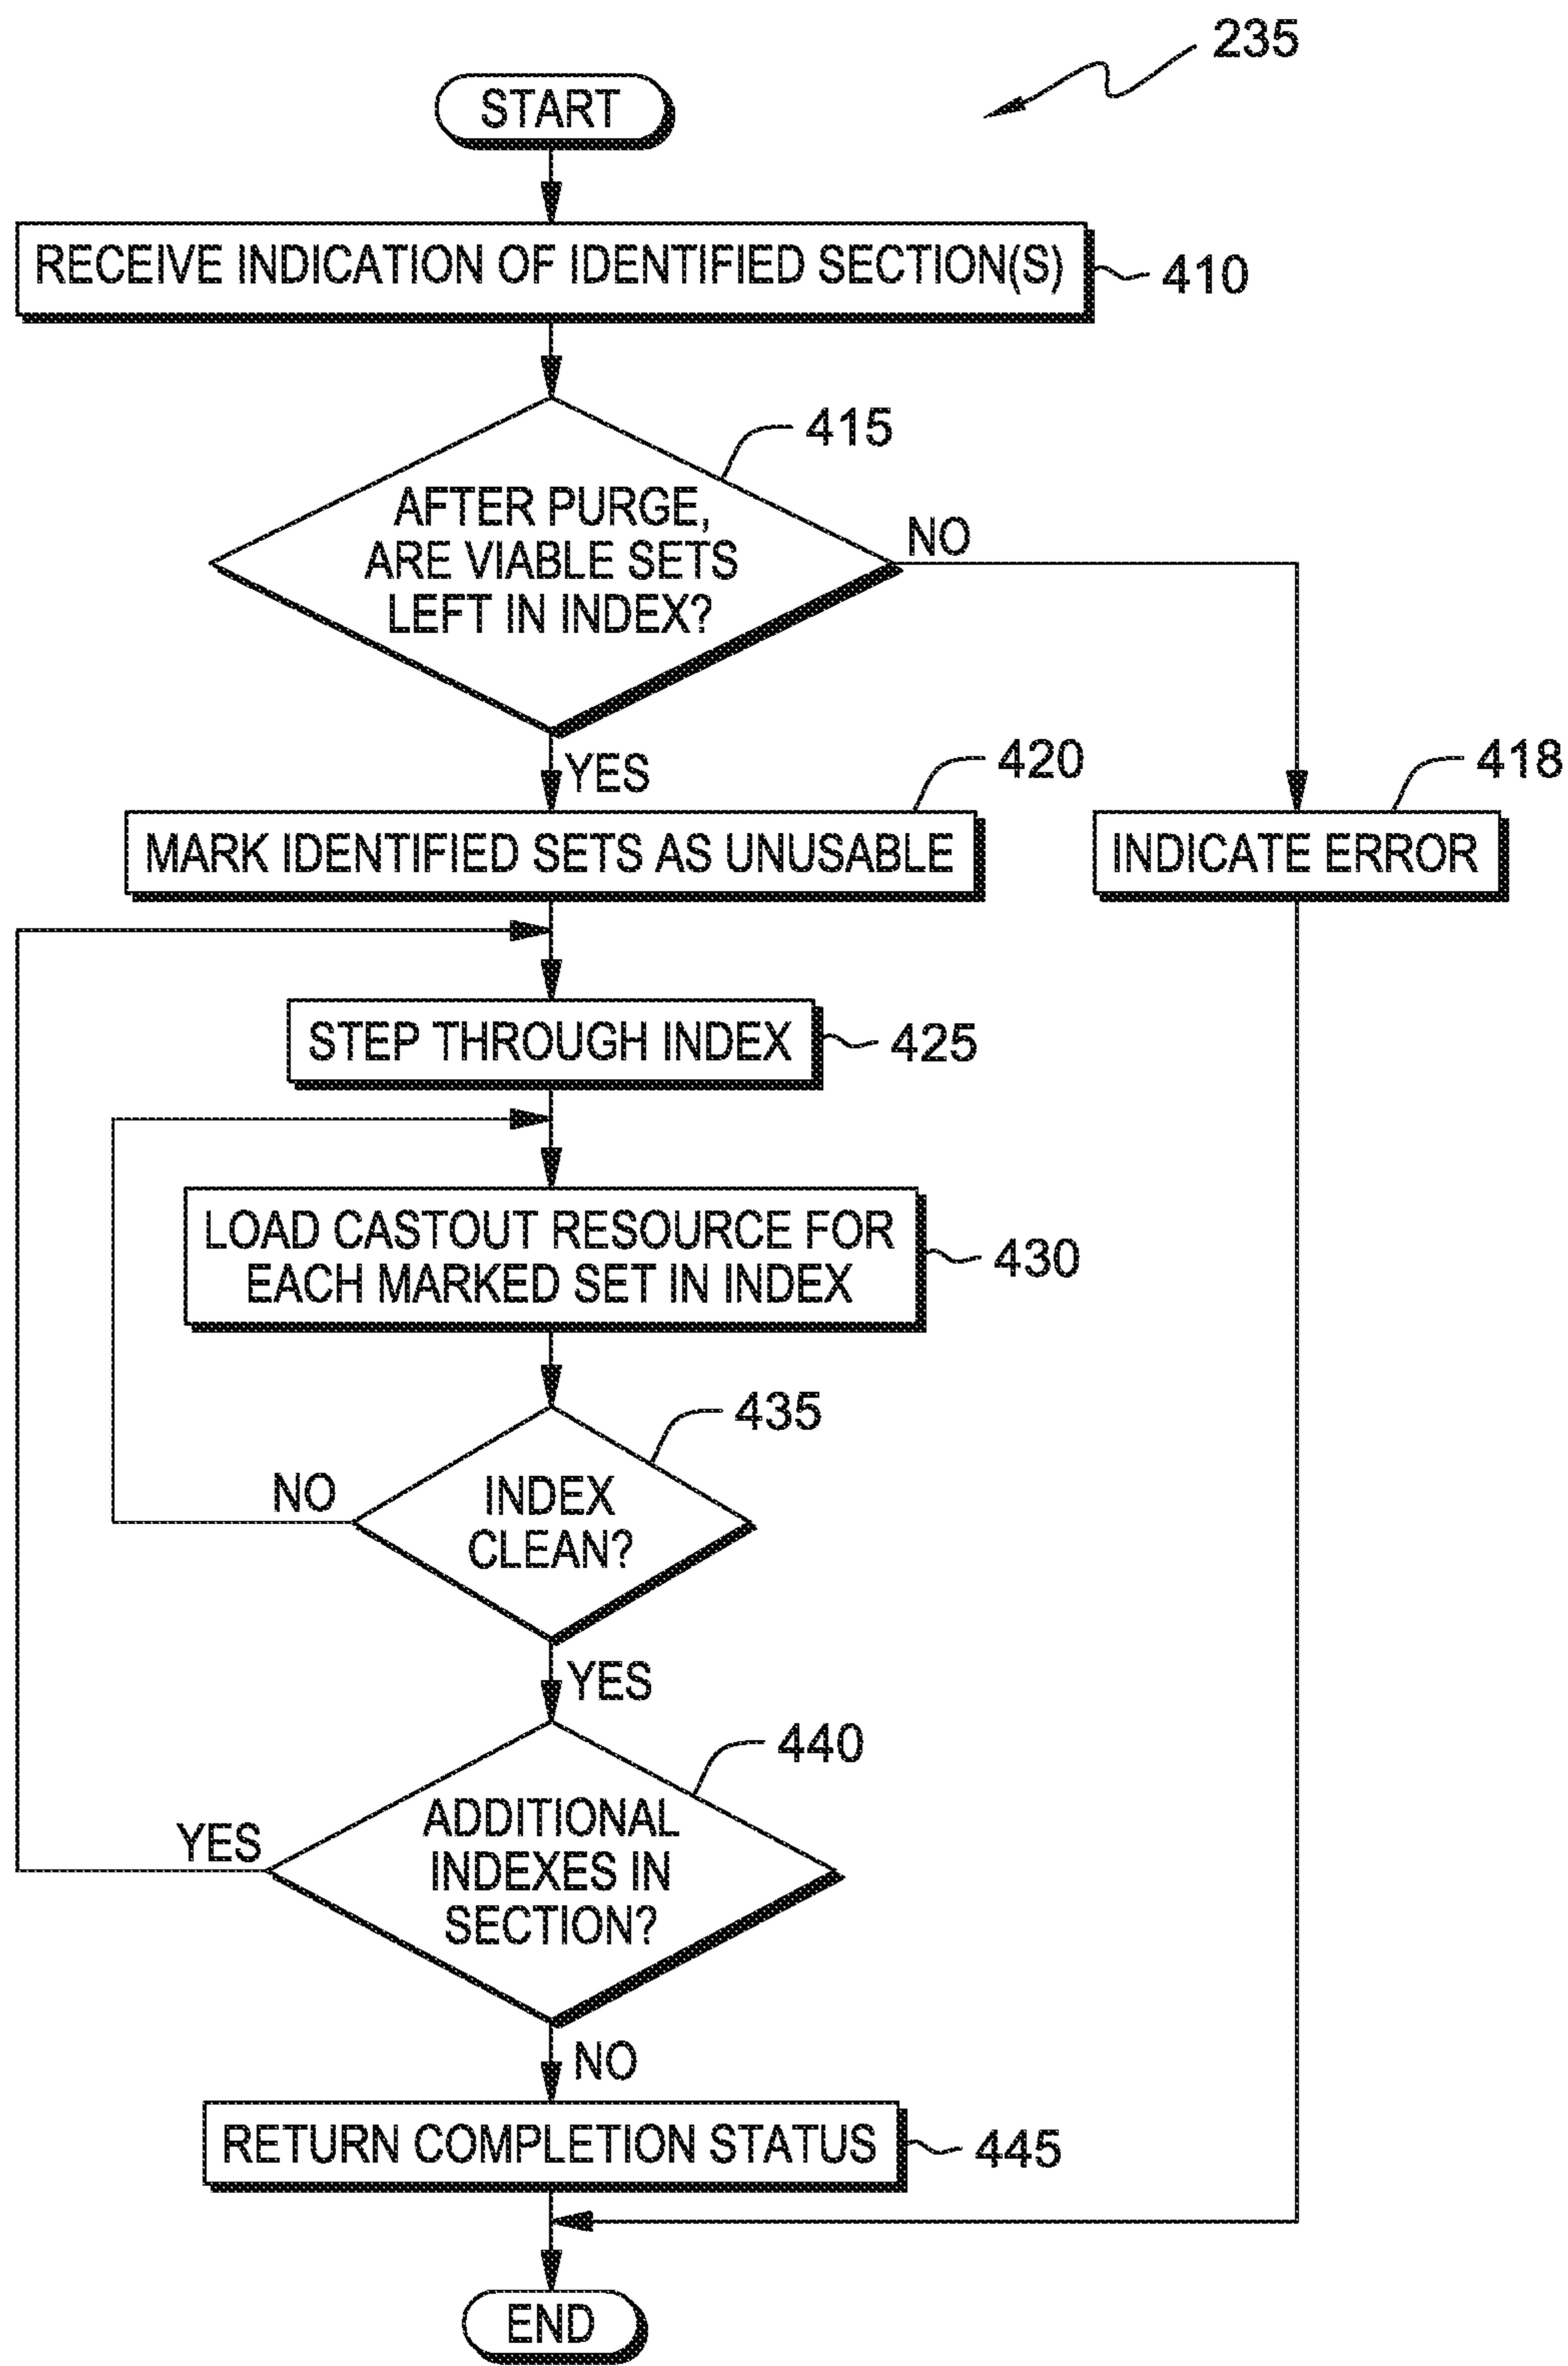 235
START
RECEIVE INDICATION OF IDENTIFIED SECTION(S)
410
415
AFTER PURGE,
ARE VIABLE SETS
LEFT IN INDEX?
NO
YES
420
418
MARK IDENTIFIED SETS AS UNUSABLE
INDICATE ERROR
STEP THROUGH INDEX
425
LOAD CASTOUT RESOURCE FOR
EACH MARKED SET IN INDEX
430
435
INDEX
CLEAN?
NO
YES
440
ADDITIONAL
INDEXES IN
SECTION?
YES
NO
RETURN COMPLETION STATUS
445
END